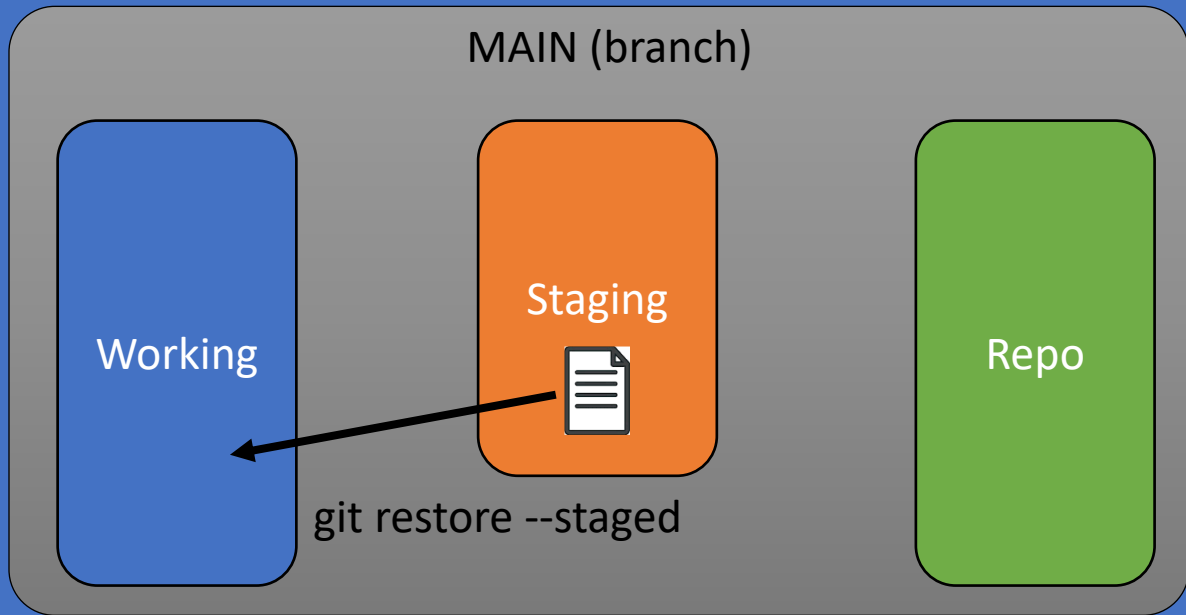 MAIN (branch)
Working
Staging
Repo
git restore --staged